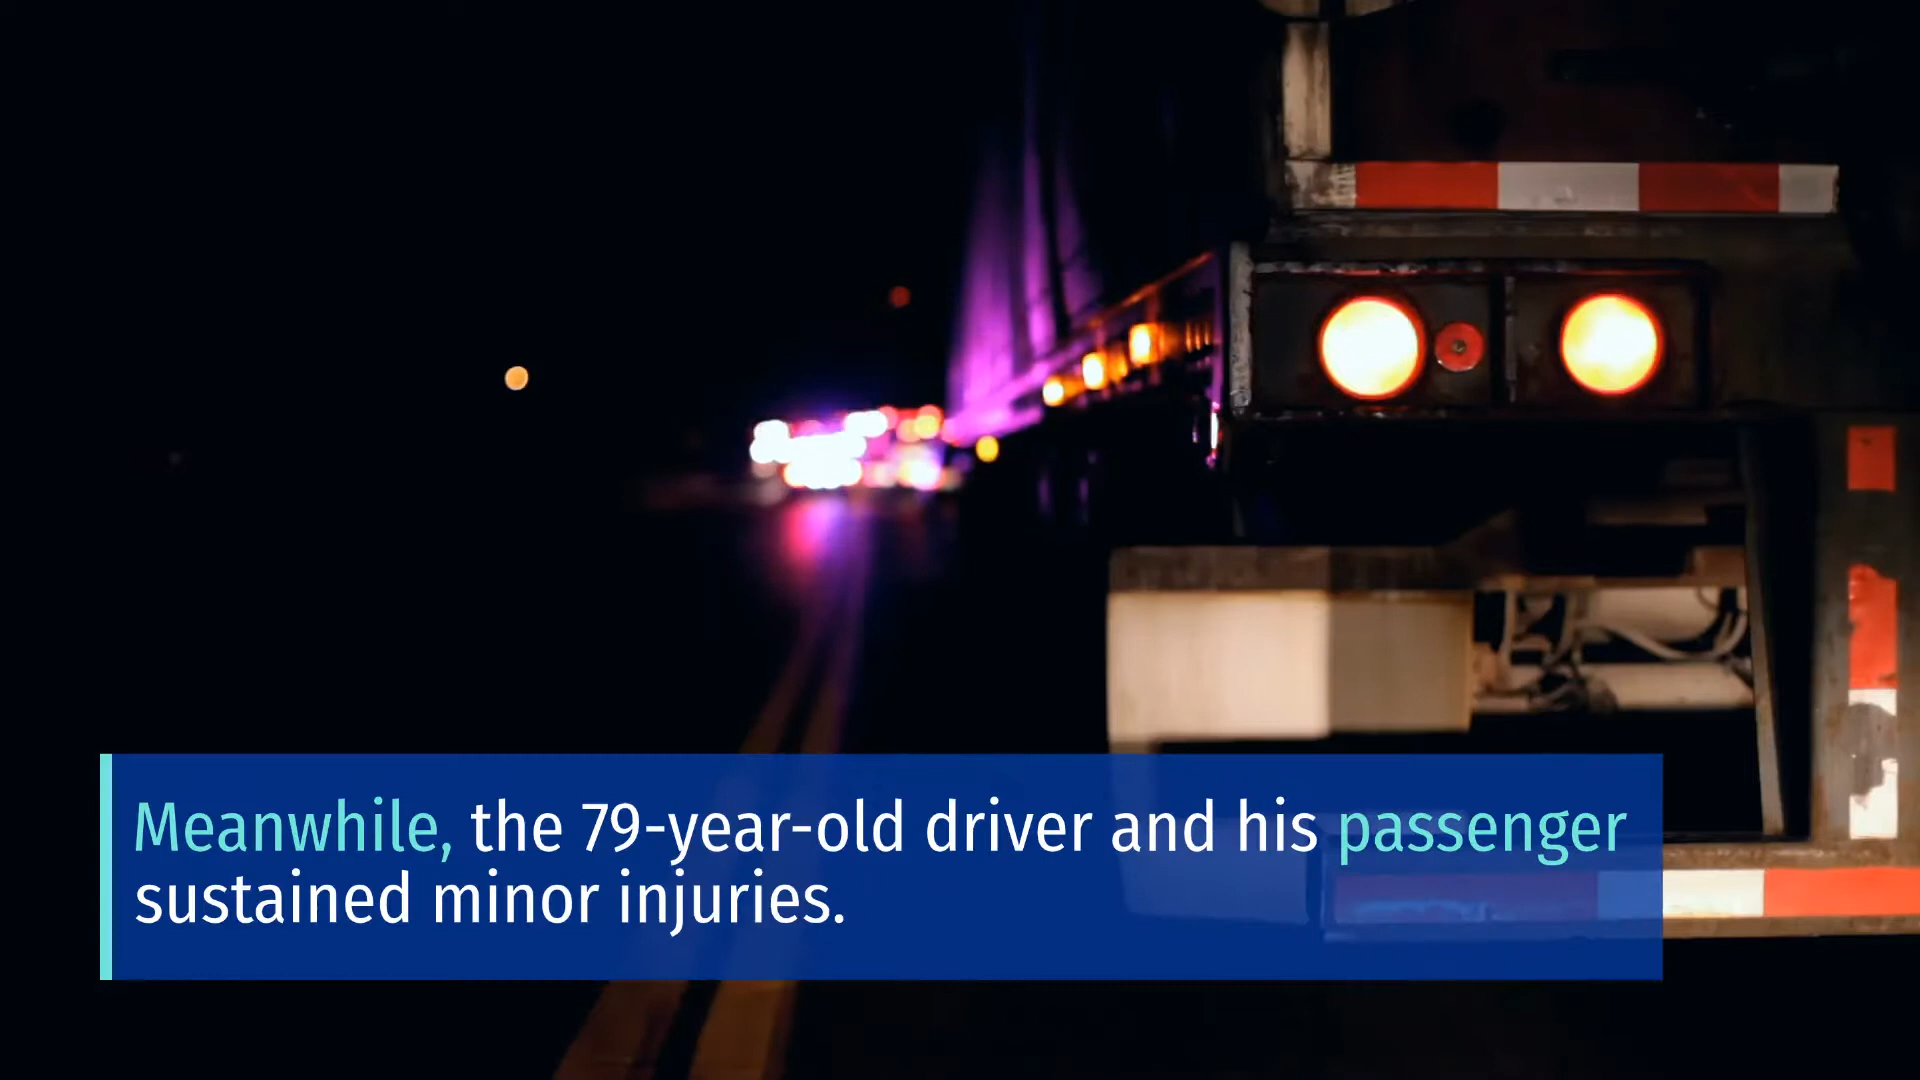 Meanwhile, the 79-year-old driver and his passenger
sustained minor injuries.